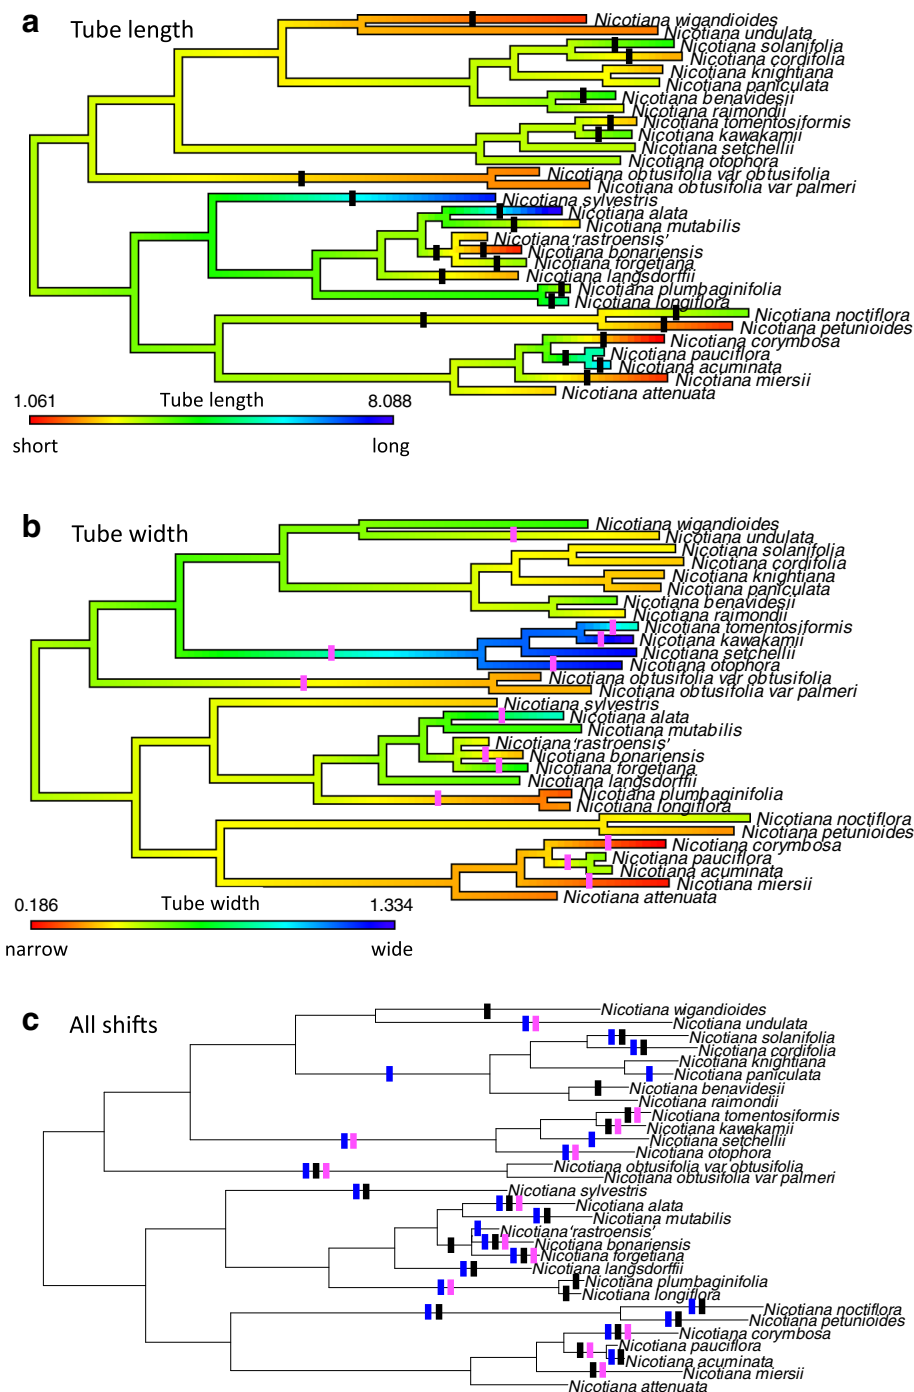 a
Tube length
Nicotiana wigandioides
Nicotiana undulata
Nicotiana solanifolia
Nicotiana cordifolia
Nicotiana knightiana
Nicotiana paniculata
Nicotiana benavidesii
Nicotiana raimondii
Nicotiana tomentosiformis
Nicotiana kawakamii
Nicotiana setchellii
Nicotiana otophora
Nicotiana obtusifolia var obtusifolia
Nicotiana obtusifolia var palmeri
Nicotiana sylvestris
Nicotiana alata
Nicotiana mutabilis
Nicotiana'rastroensis'
Nicotiana bonariensis
Nicotiana forgetiana
Nicotiana langsdorffii
Nicotiana plumbaginifolia
Nicotiana longiflora
Nicotiana noctiflora
Nicotiana petunioides
Nicotiana corymbosa
Nicotiana pauciflora
Nicotiana acuminata
Nicotiana miersii
Nicotiana attenuata
1.061 Tube length 8.088
short long
b
Tube width
Nicotiana wigandioides
Nicotiana undulata
Nicotiana solanifolia
Nicotiana cordifolia
Nicotiana knightiana
Nicotiana paniculata
Nicotiana benavidesii
Nicotiana raimondii
Nicotiana tomentosiformis
Nicotiana kawakamii
Nicotiana setchellii
Nicotiana otophora
Nicotiana obtusifolia var obtusifolia
Nicotiana obtusifolia var palmeri
Nicotiana sylvestris
Nicotiana alata
Nicotiana mutabilis
Nicotiana'rastroensis'
Nicotiana bonariensis
Nicotiana forgetiana
Nicotiana langsdorffii
Nicotiana plumbaginifolia
Nicotiana longiflora
Nicotiana noctiflora
Nicotiana petunioides
Nicotiana corymbosa
Nicotiana pauciflora
Nicotiana acuminata
Nicotiana miersii
Nicotiana attenuata
0.186 Tube width 1.334
narrow wide
c
All shifts
Nicotiana wigandioides
Nicotiana undulata
Nicotiana solanifolia
Nicotiana cordifolia
Nicotiana knightiana
Nicotiana paniculata
Nicotiana benavidesii
Nicotiana raimondii
Nicotiana tomentosiformis
Nicotiana kawakamii
Nicotiana setchellii
Nicotiana otophora
Nicotiana obtusifolia var obtusifolia
Nicotiana obtusifolia var palmeri
Nicotiana sylvestris
Nicotiana alata
Nicotiana mutabilis
Nicotiana'rastroensis'
Nicotiana bonariensis
Nicotiana forgetiana
Nicotiana langsdorffii
Nicotiana plumbaginifolia
Nicotiana longiflora
Nicotiana noctiflora
Nicotiana petunioides
Nicotiana corymbosa
Nicotiana pauciflora
Nicotiana acuminata
Nicotiana miersii
Nicotiana attenuata